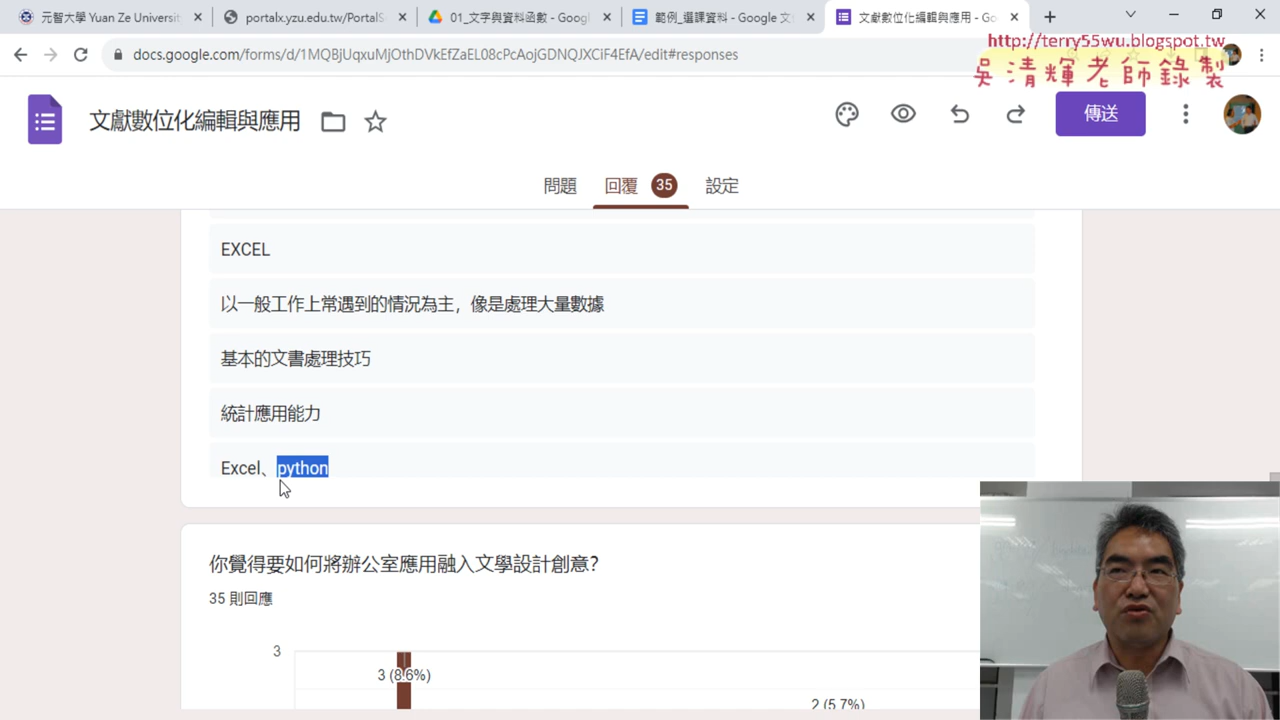 元智大學 Yuan Ze Universit
portalx.yzu.edu.tw/PortalS
01_文字與資料函數 - Googl
範例_選課資料 - Google 文
文獻數位化編輯與應用 - Go
docs.google.com/forms/d/1MQBjUqxuMjOthDVkEfZaEL08cPcAojGDNQJXCiF4EfA/edit#responses
http://terry55wu.blogspot.tw
吳清輝老師錄製
文獻數位化編輯與應用
傳送
問題
回覆 35
設定
EXCEL
以一般工作上常遇到的情況為主，像是處理大量數據
基本的文書處理技巧
統計應用能力
Excel、python
你覺得要如何將辦公室應用融入文學設計創意?
35 則回應
3
3 (8.6%)
2 (5.7%)